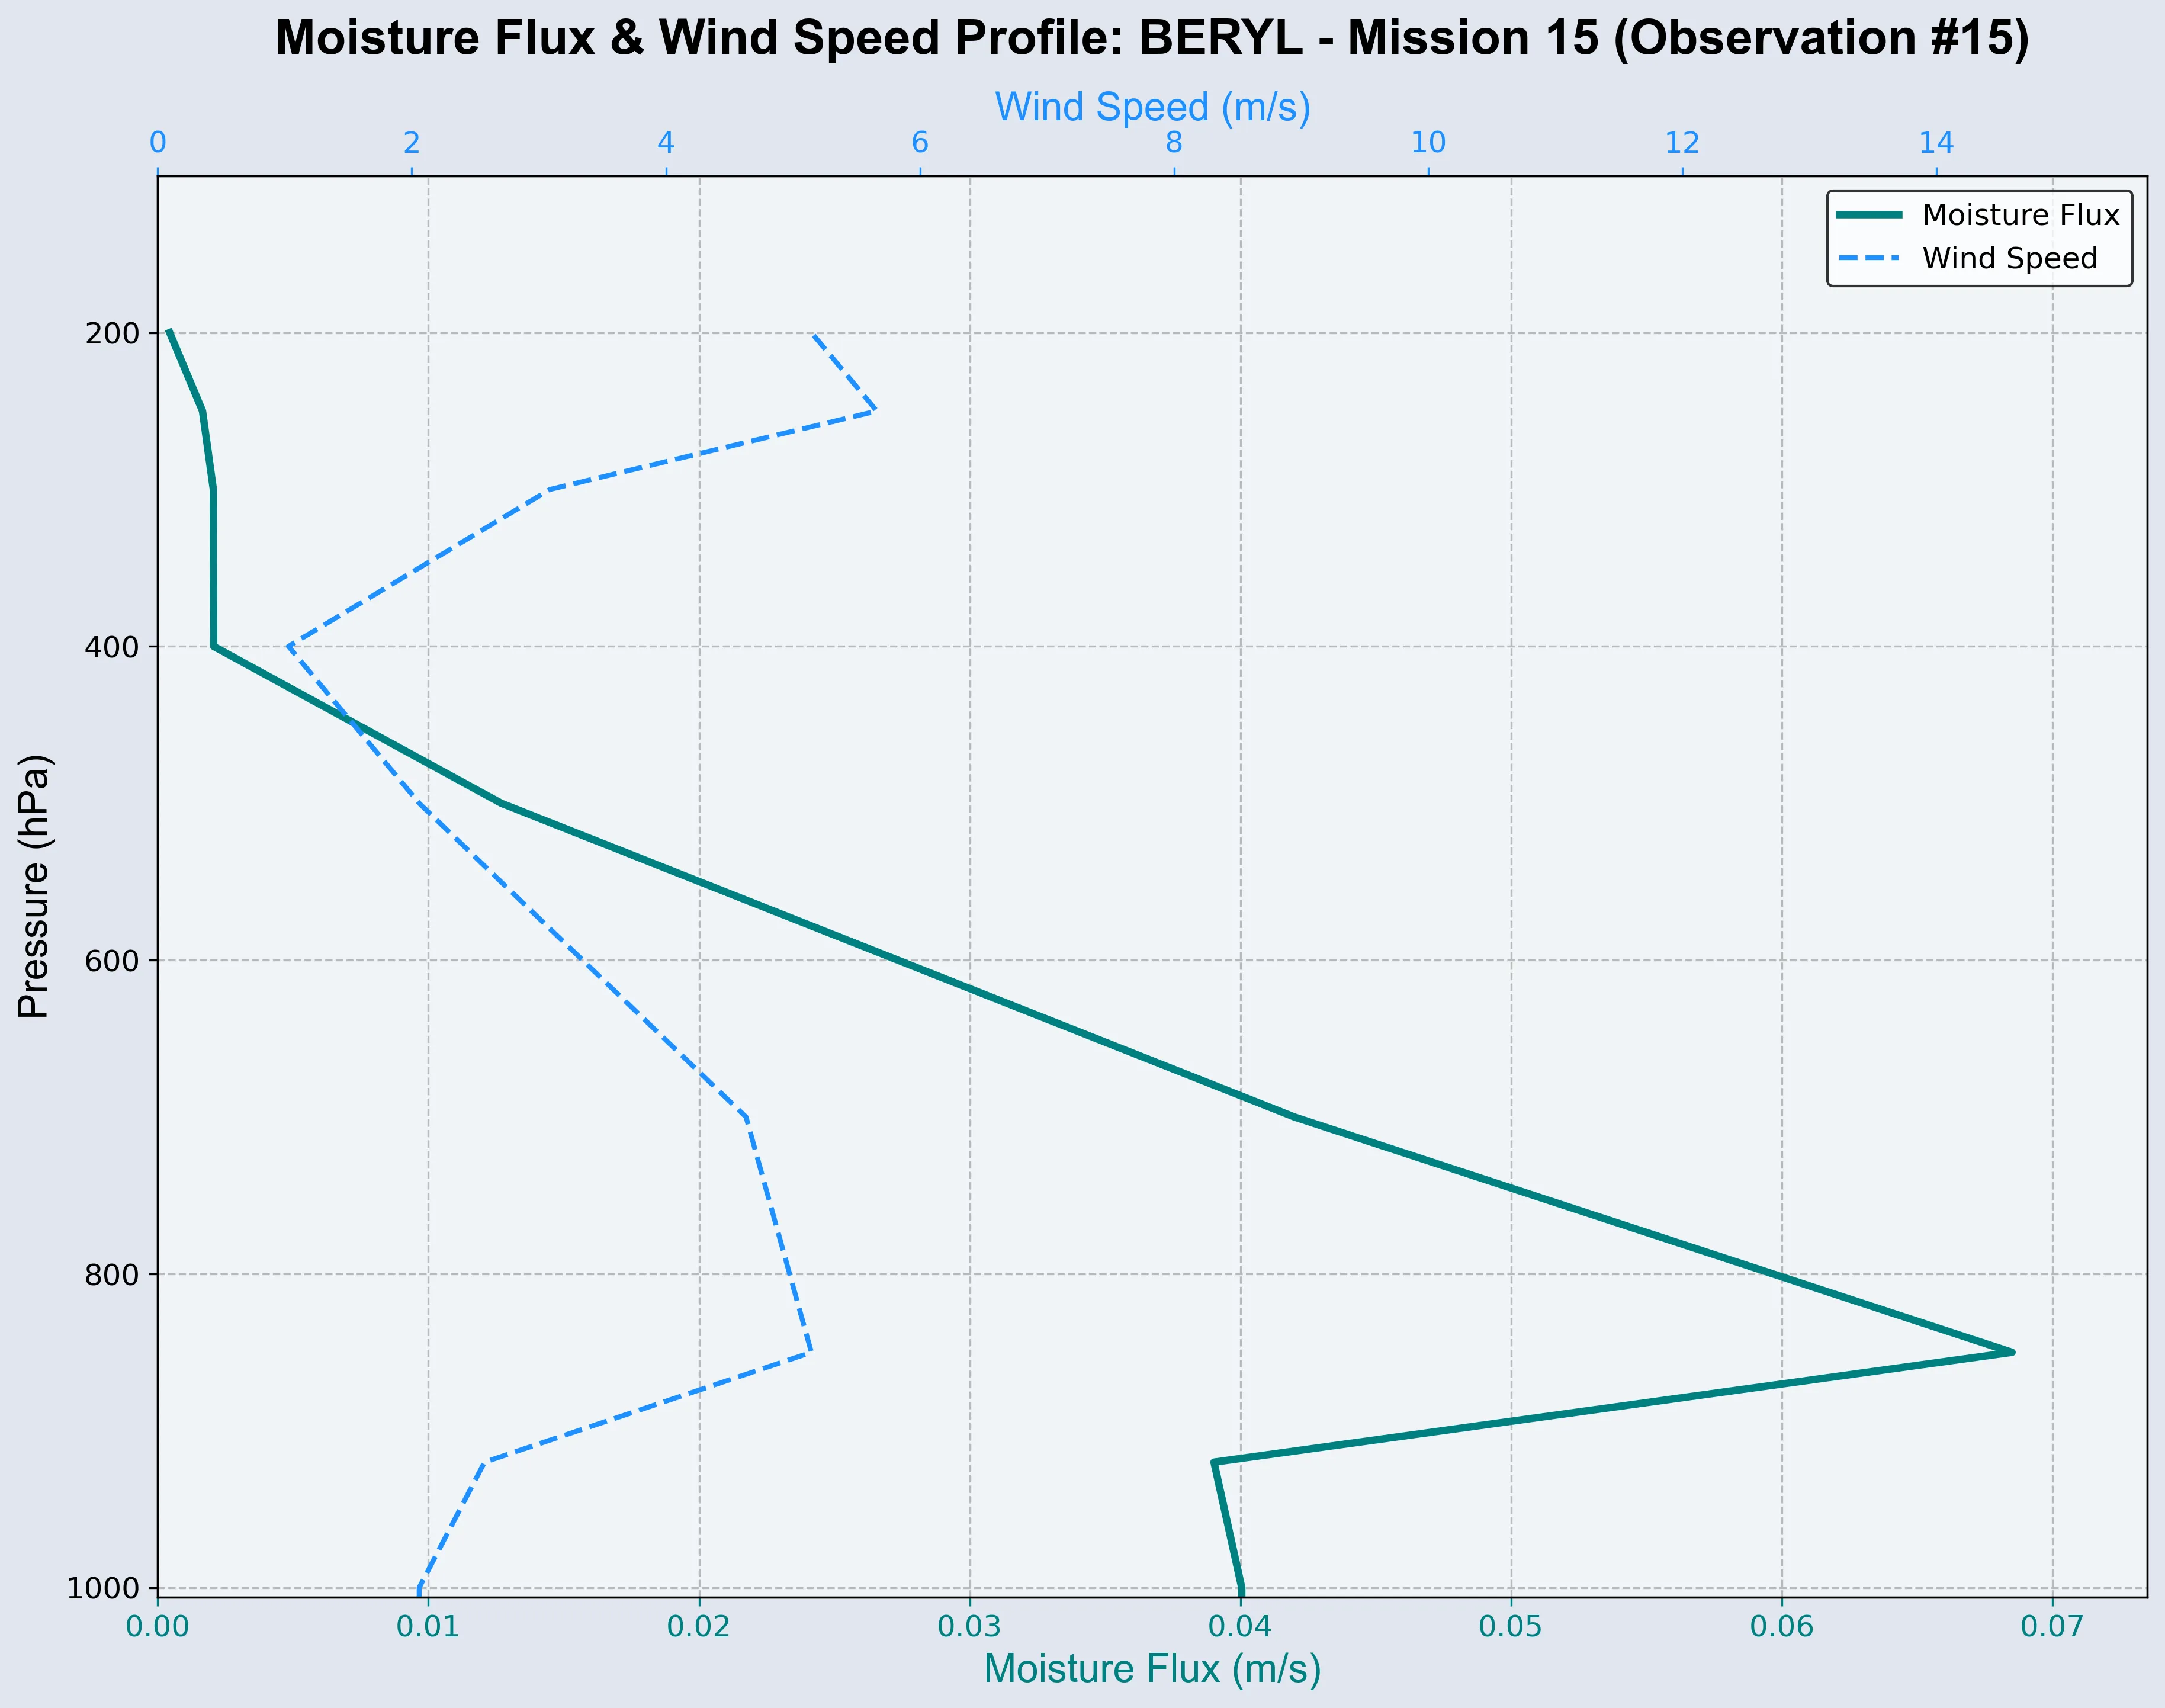 Moisture Flux & Wind Speed Profile: BERYL - Mission 15 (Observation #15)
Wind Speed (m/s)
0 2 4 6 8 10 12 14
Moisture Flux
Wind Speed
200
400
600
800
1000
Pressure (hPa)
0.00 0.01 0.02 0.03 0.04 0.05 0.06 0.07
Moisture Flux (m/s)